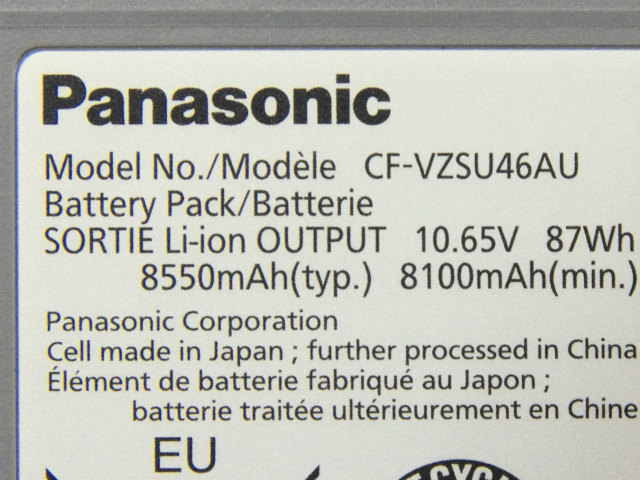 Panasonic
Model No./Modèle CF-VZSU46AU
Battery Pack/Batterie
SORTIE Li-ion OUTPUT 10.65V 87Wh
8550mAh(typ.) 8100mAh(min.)
Panasonic Corporation
Cell made in Japan ; further processed in China
Élément de batterie fabriqué au Japon ;
batterie traitée ultérieurement en Chine
EU